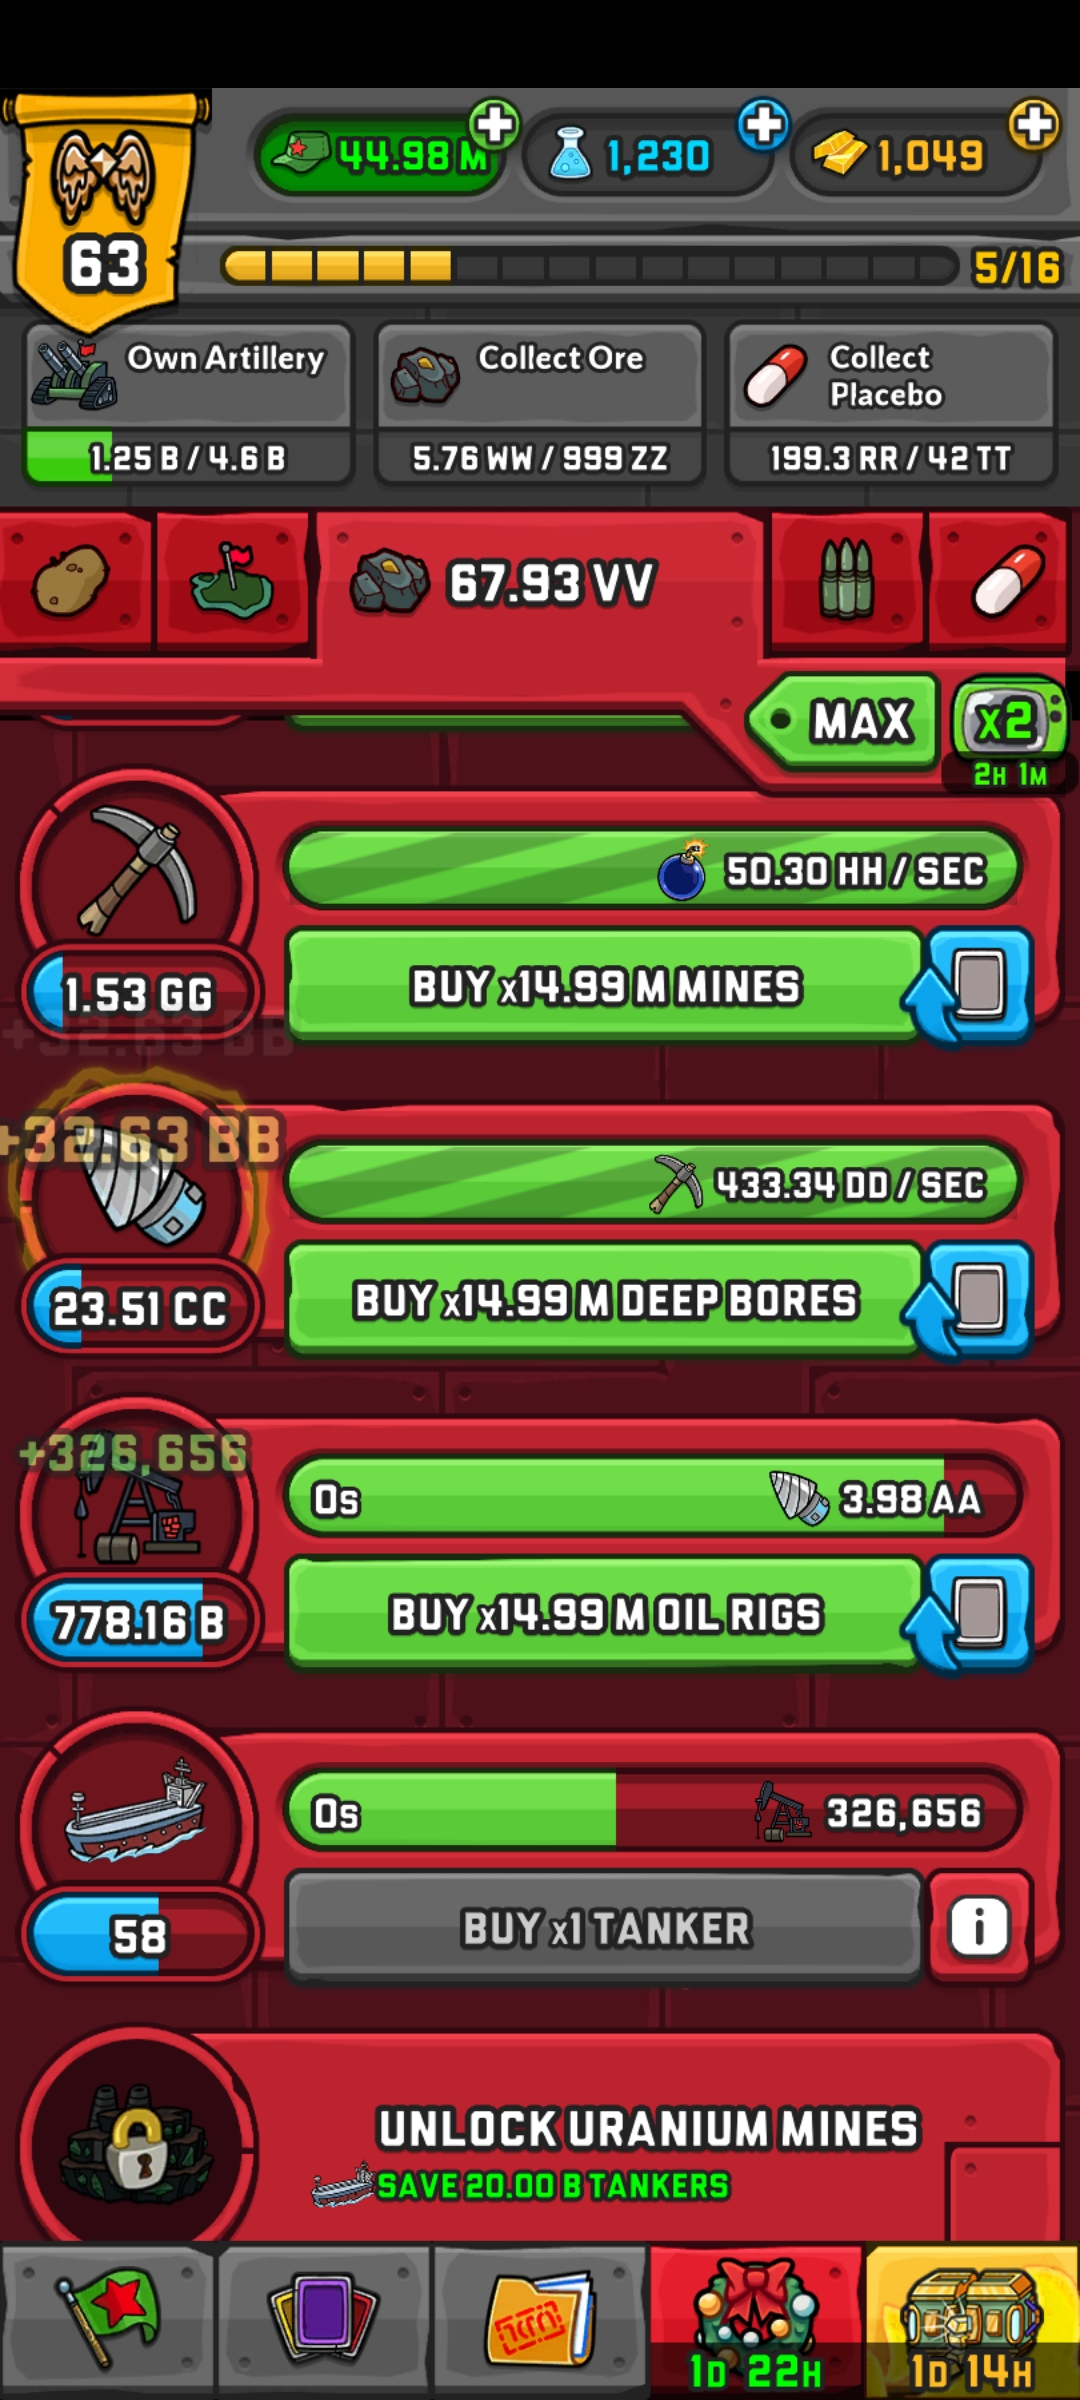 44.98 M
1,230
1,049
63
5/16
Own Artillery
Collect Ore
Collect
Placebo
1.25 B / 4.6 B
5.76 WW / 999 ZZ
199.3 RR / 42 TT
67.93 VV
MAX
x2
2H 1M
50.30 HH / SEC
1.53 GG
BUY x14.99 M MINES
+32.63 BB
+32.63 BB
433.34 DD / SEC
23.51 CC
BUY x14.99 M DEEP BORES
+326,656
0s
3.98 AA
778.16 B
BUY x14.99 M OIL RIGS
0s
326,656
58
BUY x1 TANKER
i
UNLOCK URANIUM MINES
SAVE 20.00 B TANKERS
1D 22H
1D 14H